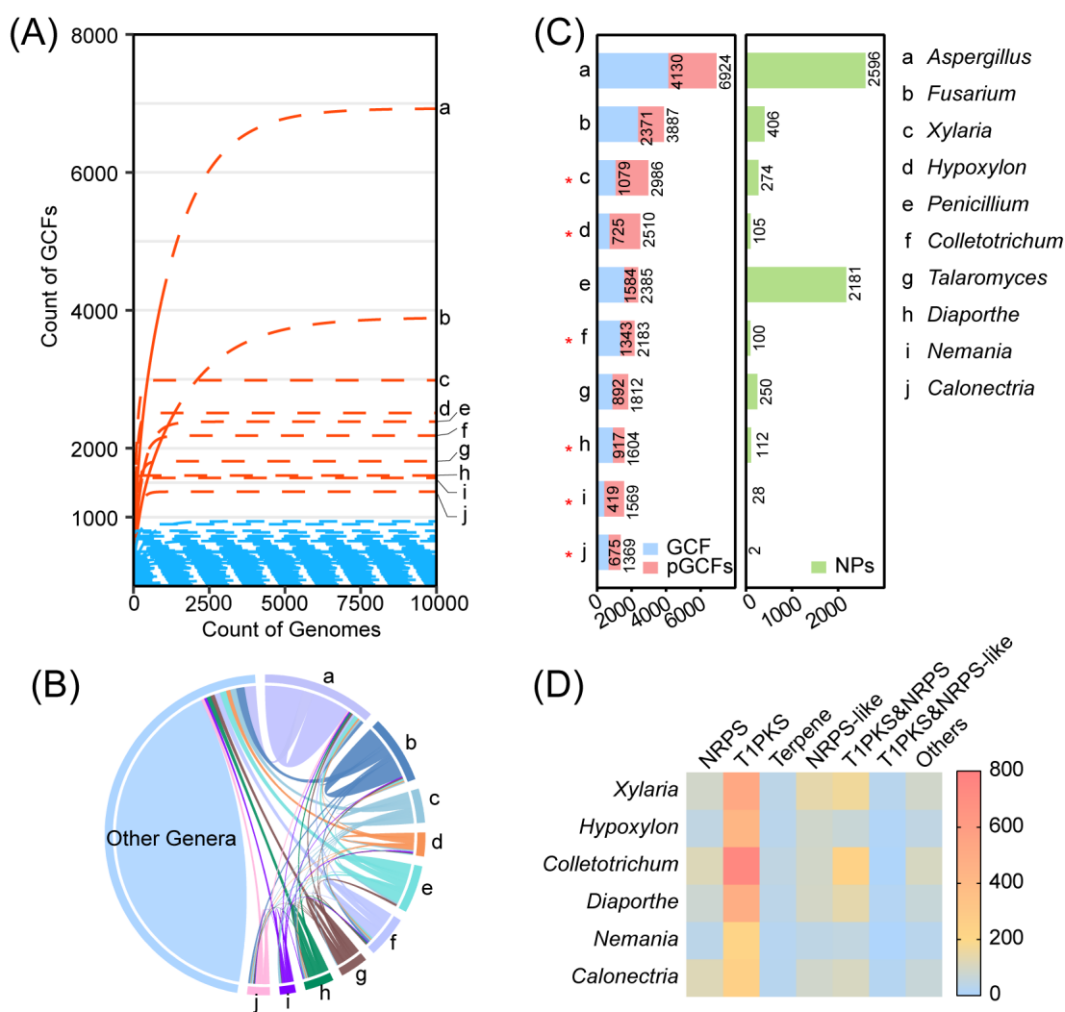 (A)
8000
6000
4000
2000
1000
Count of GCFs
0
2500
5000
7500
10000
Count of Genomes
a
b
c
d
e
f
g
h
i
j
(C)
a
4130
6924
2596
b
2371
3887
406
* c
1079
2986
274
* d
725
2510
105
e
1584
2385
2181
* f
1343
2183
100
g
892
1812
250
* h
917
1604
112
* i
419
1569
28
* j
675
1369
2
GCF
pGCFs
NPs
0
2000
4000
6000
0
1000
2000
a Aspergillus
b Fusarium
c Xylaria
d Hypoxylon
e Penicillium
f Colletotrichum
g Talaromyces
h Diaporthe
i Nemania
j Calonectria
(B)
Other Genera
a
b
c
d
e
f
g
h
i
j
(D)
NRPS
T1PKS
Terpene
NRPS-like
T1PKS&NRPS
T1PKS&NRPS-like
Others
Xylaria
Hypoxylon
Colletotrichum
Diaporthe
Nemania
Calonectria
800
600
400
200
0